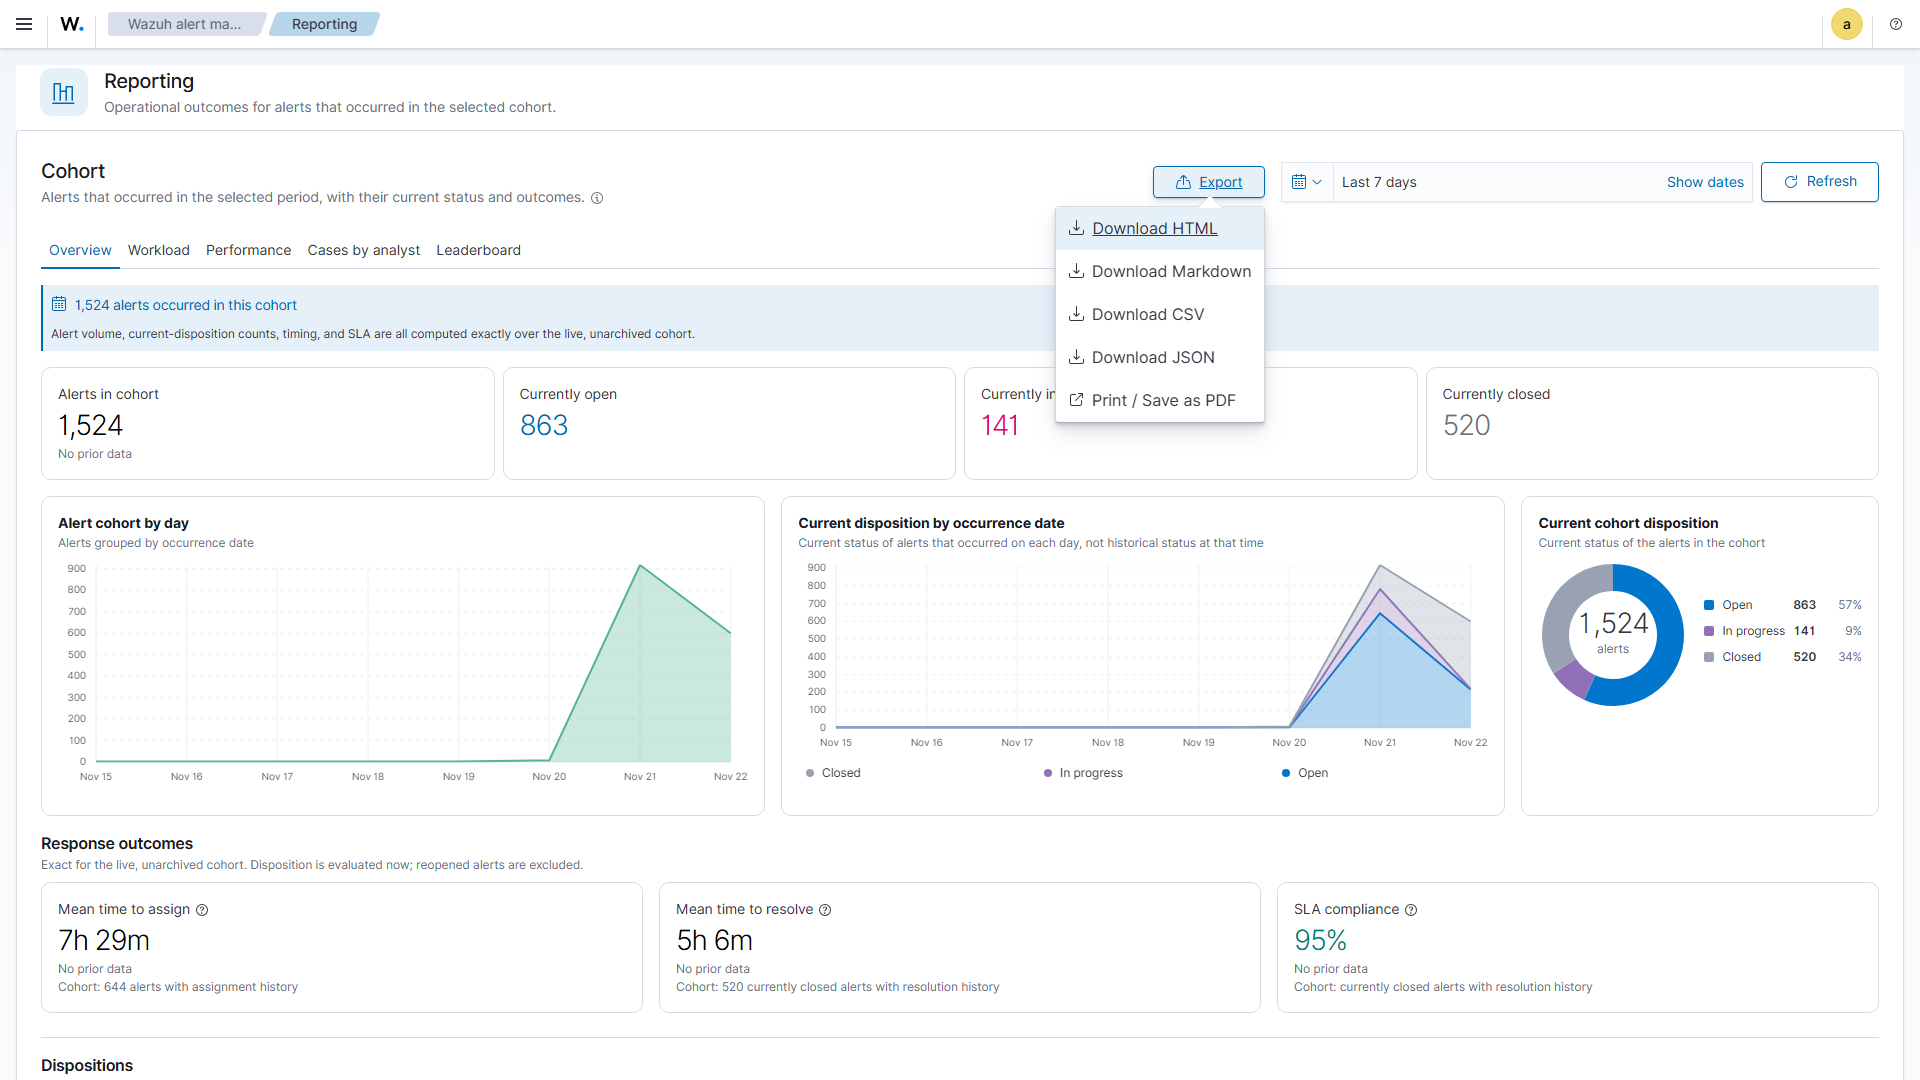 W.
Wazuh alert ma...
Reporting
a
Reporting
Operational outcomes for alerts that occurred in the selected cohort.
Cohort
Alerts that occurred in the selected period, with their current status and outcomes.
Export
Last 7 days
Show dates
Refresh
Download HTML
Download Markdown
Download CSV
Download JSON
Print / Save as PDF
Overview
Workload
Performance
Cases by analyst
Leaderboard
1,524 alerts occurred in this cohort
Alert volume, current-disposition counts, timing, and SLA are all computed exactly over the live, unarchived cohort.
Alerts in cohort
1,524
No prior data
Currently open
863
Currently in
141
Currently closed
520
Alert cohort by day
Alerts grouped by occurrence date
900
800
700
600
500
400
300
200
100
0
Nov 15
Nov 16
Nov 17
Nov 18
Nov 19
Nov 20
Nov 21
Nov 22
Current disposition by occurrence date
Current status of alerts that occurred on each day, not historical status at that time
900
800
700
600
500
400
300
200
100
0
Nov 15
Nov 16
Nov 17
Nov 18
Nov 19
Nov 20
Nov 21
Nov 22
Closed
In progress
Open
Current cohort disposition
Current status of the alerts in the cohort
1,524
alerts
Open 863 57%
In progress 141 9%
Closed 520 34%
Response outcomes
Exact for the live, unarchived cohort. Disposition is evaluated now; reopened alerts are excluded.
Mean time to assign
7h 29m
No prior data
Cohort: 644 alerts with assignment history
Mean time to resolve
5h 6m
No prior data
Cohort: 520 currently closed alerts with resolution history
SLA compliance
95%
No prior data
Cohort: currently closed alerts with resolution history
Dispositions